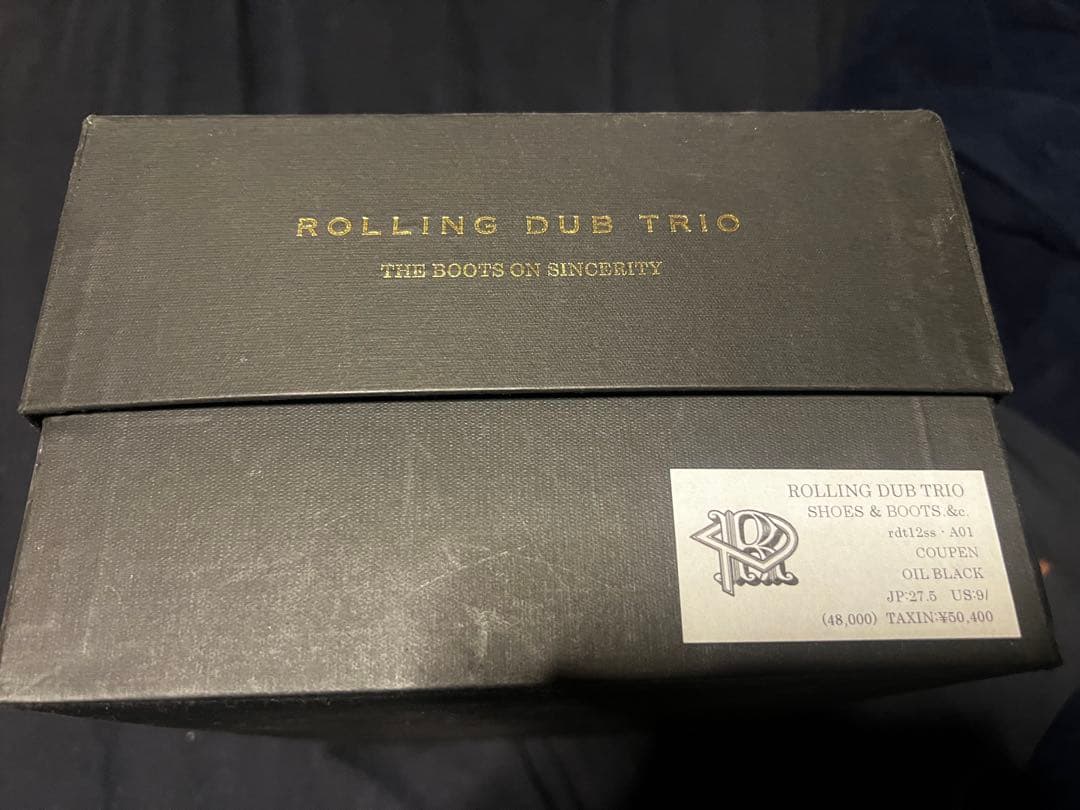 ROLLING DUB TRIO
THE BOOTS ON SINCERITY
ROLLING DUB TRIO
SHOES & BOOTS.&c.
rdt12ss・A01
COUPEN
OIL BLACK
JP:27.5 US:9/
(48,000) TAXIN:¥50,400